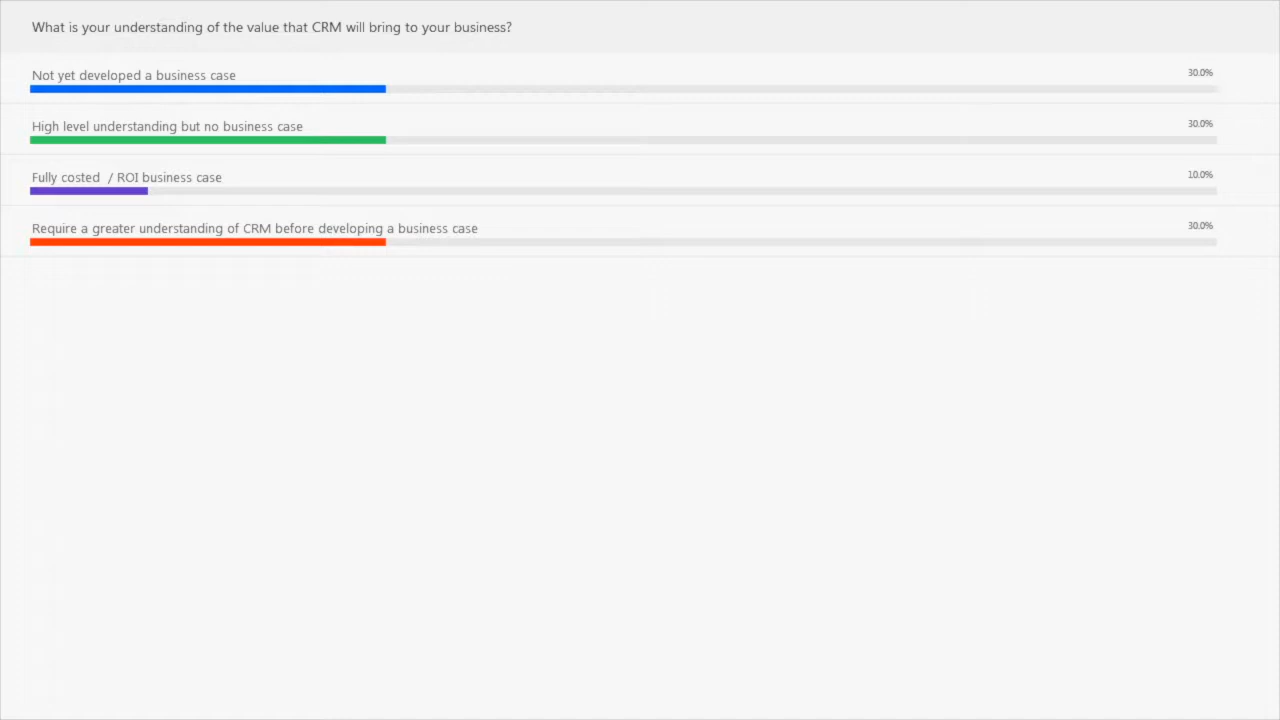 What is your understanding of the value that CRM will bring to your business?
Not yet developed a business case
30.0%
High level understanding but no business case
30.0%
Fully costed  / ROI business case
10.0%
Require a greater understanding of CRM before developing a business case
30.0%